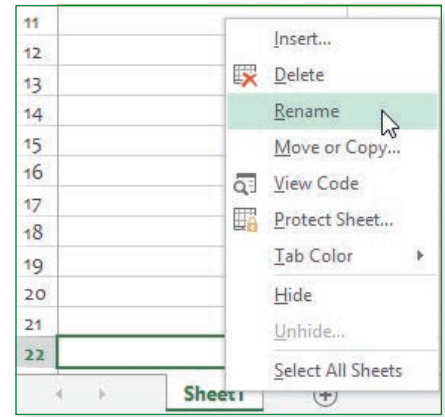 11
12
13
14
15
16
17
18
19
20
21
22
Insert...
Delete
Rename
Move or Copy...
View Code
Protect Sheet...
Tab Color
Hide
Unhide...
Select All Sheets
Sheet1